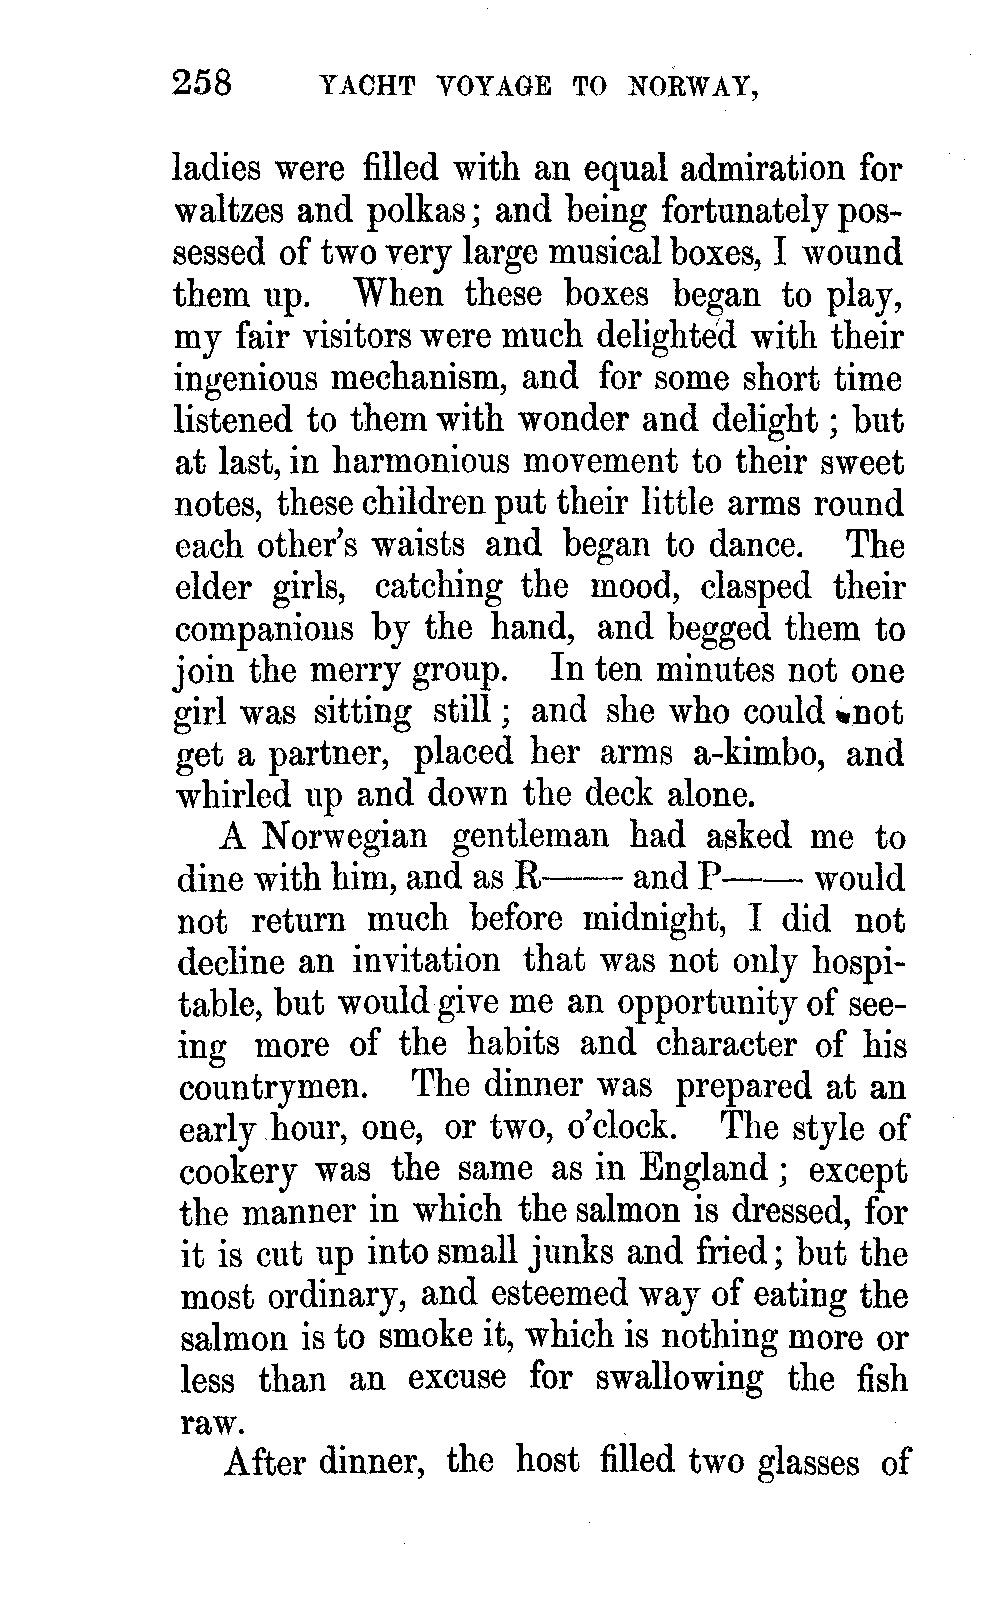 258 YACHT VOYAGE TO NORWAY,
ladies were filled with an equal admiration for
waltzes and polkas; and being fortunately pos-
sessed of two very large musical boxes, I wound
them up. When these boxes began to play,
my fair visitors were much delighted with their
ingenious mechanism, and for some short time
listened to them with wonder and delight; but
at last, in harmonious movement to their sweet
notes, these children put their little arms round
each other's waists and began to dance. The
elder girls, catching the mood, clasped their
companions by the hand, and begged them to
join the merry group. In ten minutes not one
girl was sitting still; and she who could not
get a partner, placed her arms a-kimbo, and
whirled up and down the deck alone.
A Norwegian gentleman had asked me to
dine with him, and as R—— and P—— would
not return much before midnight, I did not
decline an invitation that was not only hospi-
table, but would give me an opportunity of see-
ing more of the habits and character of his
countrymen. The dinner was prepared at an
early hour, one, or two, o'clock. The style of
cookery was the same as in England; except
the manner in which the salmon is dressed, for
it is cut up into small junks and fried; but the
most ordinary, and esteemed way of eating the
salmon is to smoke it, which is nothing more or
less than an excuse for swallowing the fish
raw.
After dinner, the host filled two glasses of